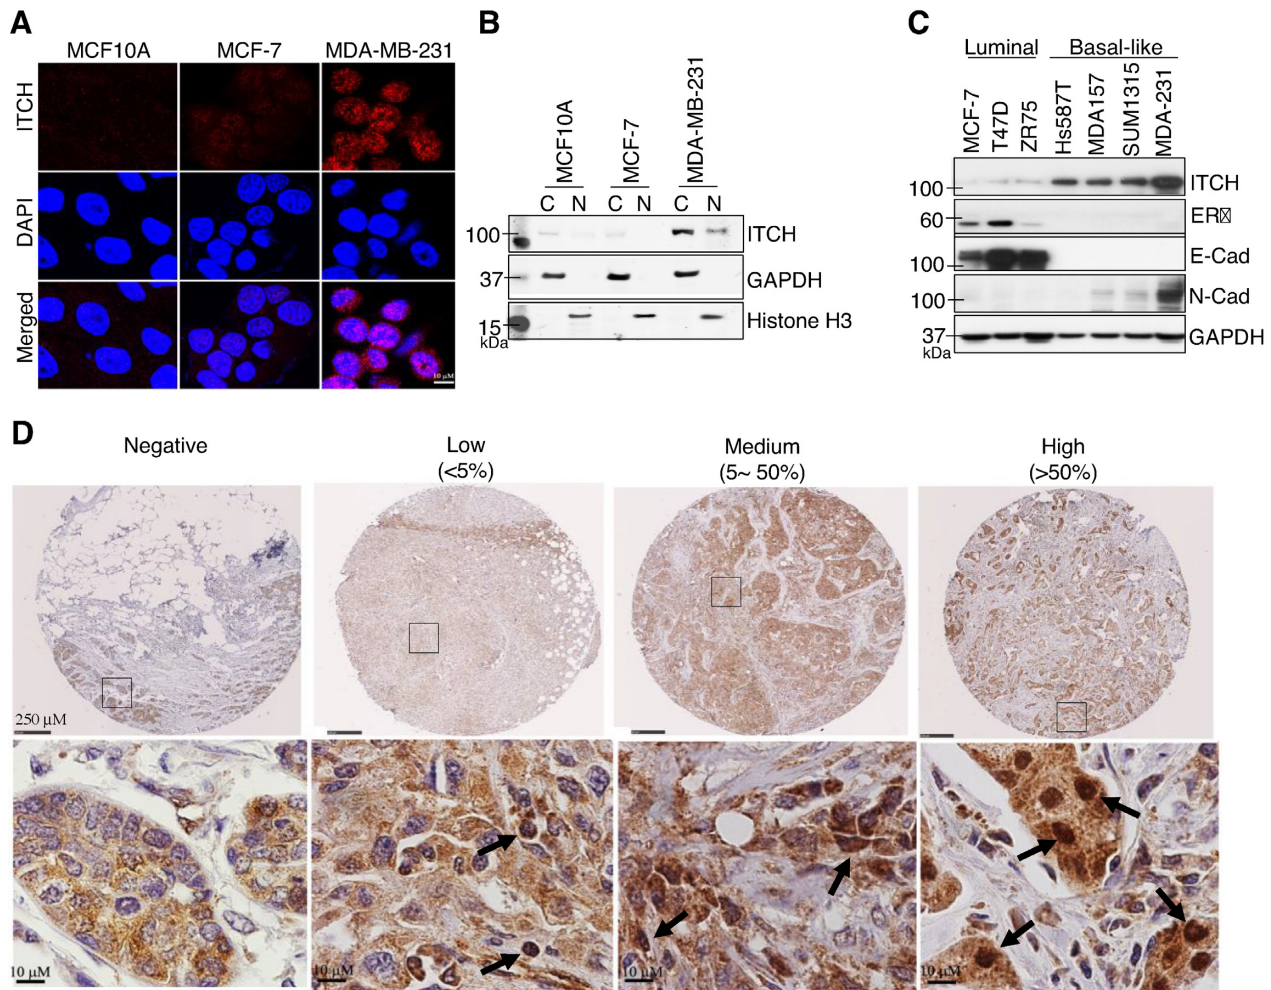 A
MCF10A MCF-7 MDA-MB-231
ITCH
DAPI
Merged
10 μM
B
MCF10A MCF-7 MDA-MB-231
C N C N C N
100 ITCH
37 GAPDH
15 Histone H3
kDa
C
Luminal Basal-like
MCF-7 T47D ZR75 Hs587T MDA157 SUM1315 MDA-231
100 ITCH
60 ER
100 E-Cad
100 N-Cad
37 GAPDH
kDa
D
Negative Low Medium High
(<5%) (5~ 50%) (>50%)
250 μM
10 μM 10 μM 10 μM 10 μM